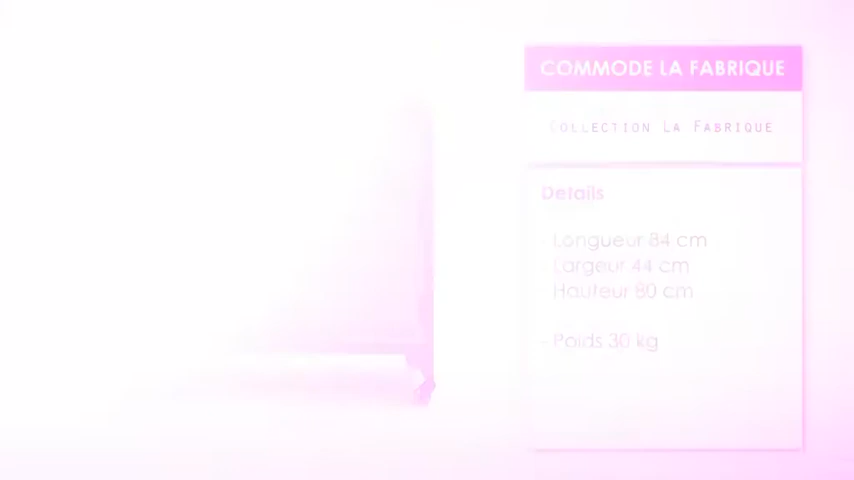 COMMODE LA FABRIQUE
Collection La Fabrique
Details
- Longueur 84 cm
- Largeur 44 cm
- Hauteur 80 cm
- Poids 30 kg